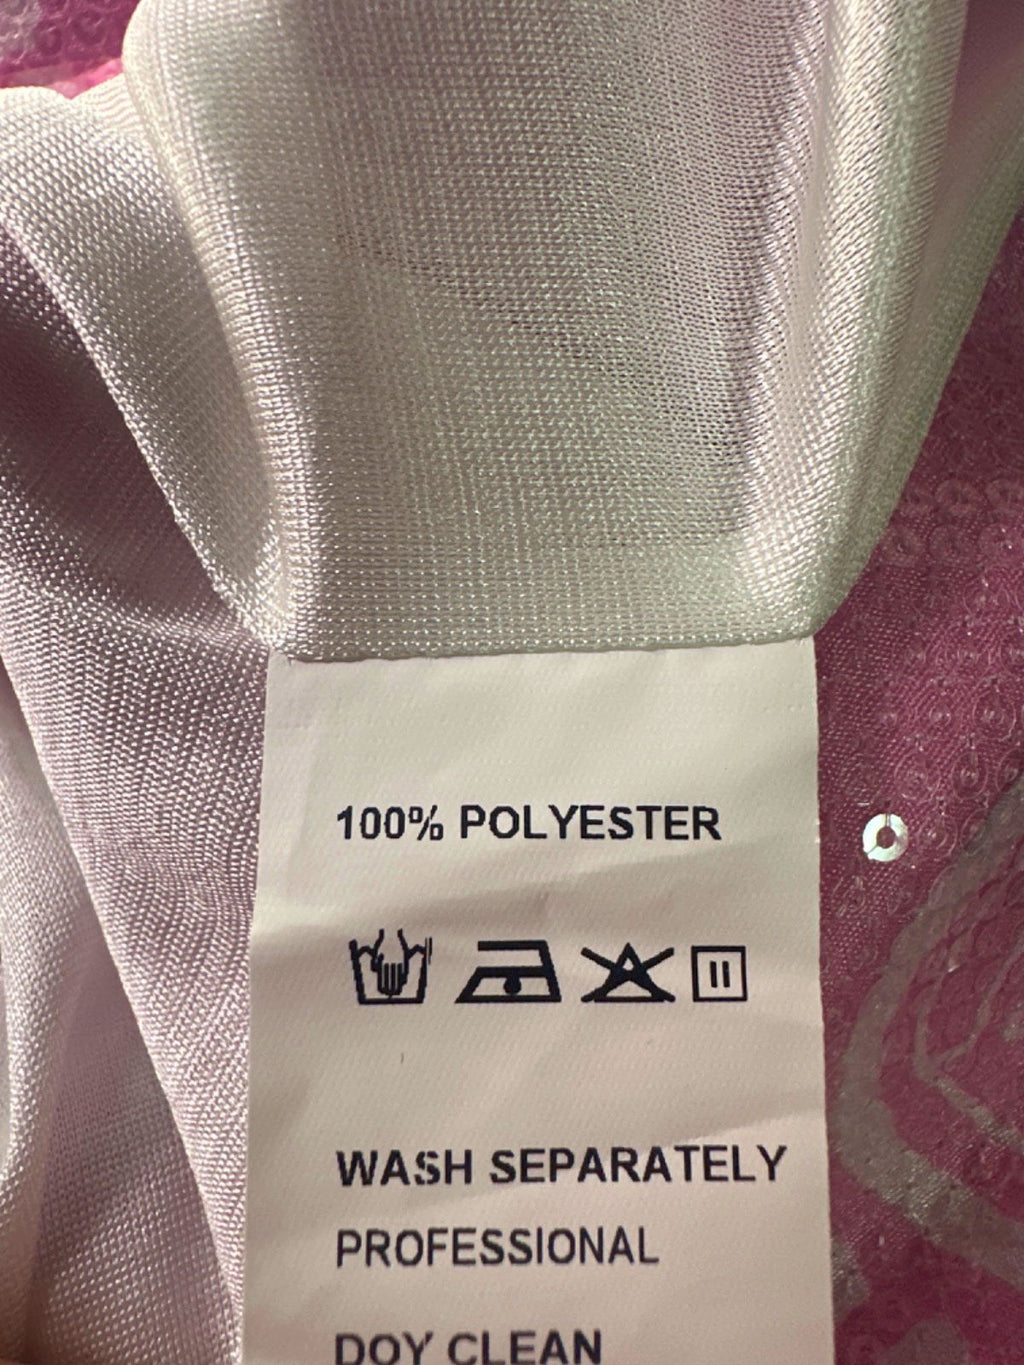 100% POLYESTER
WASH SEPARATELY
PROFESSIONAL
DOY CLEAN